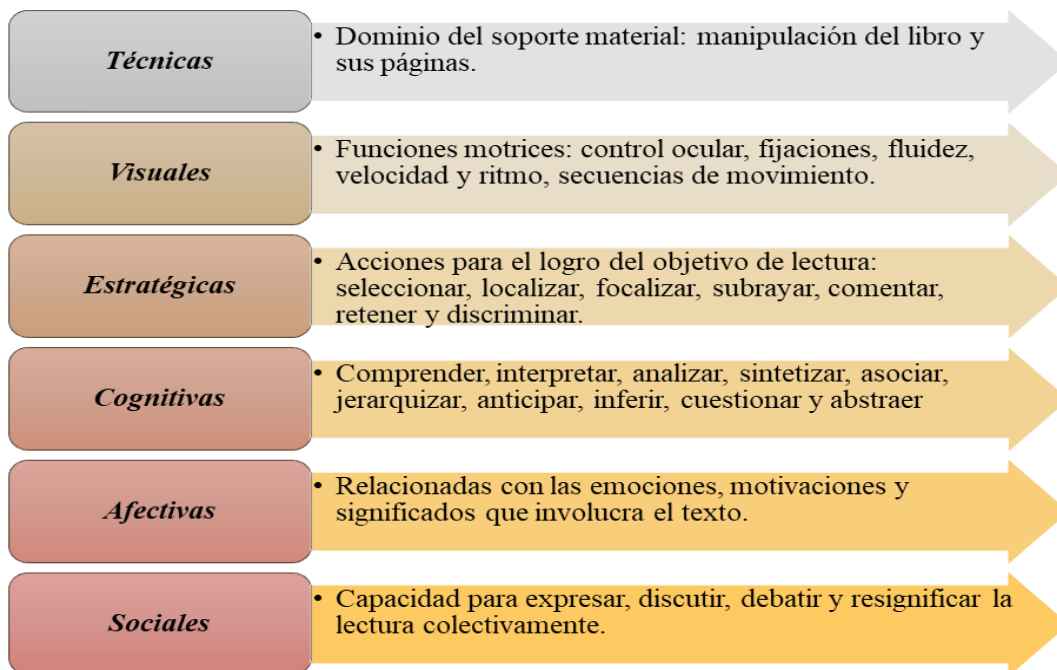 Técnicas
• Dominio del soporte material: manipulación del libro y
sus páginas.
Visuales
• Funciones motrices: control ocular, fijaciones, fluidez,
velocidad y ritmo, secuencias de movimiento.
Estratégicas
• Acciones para el logro del objetivo de lectura:
seleccionar, localizar, focalizar, subrayar, comentar,
retener y discriminar.
Cognitivas
• Comprender, interpretar, analizar, sintetizar, asociar,
jerarquizar, anticipar, inferir, cuestionar y abstraer
Afectivas
• Relacionadas con las emociones, motivaciones y
significados que involucra el texto.
Sociales
• Capacidad para expresar, discutir, debatir y resignificar la
lectura colectivamente.